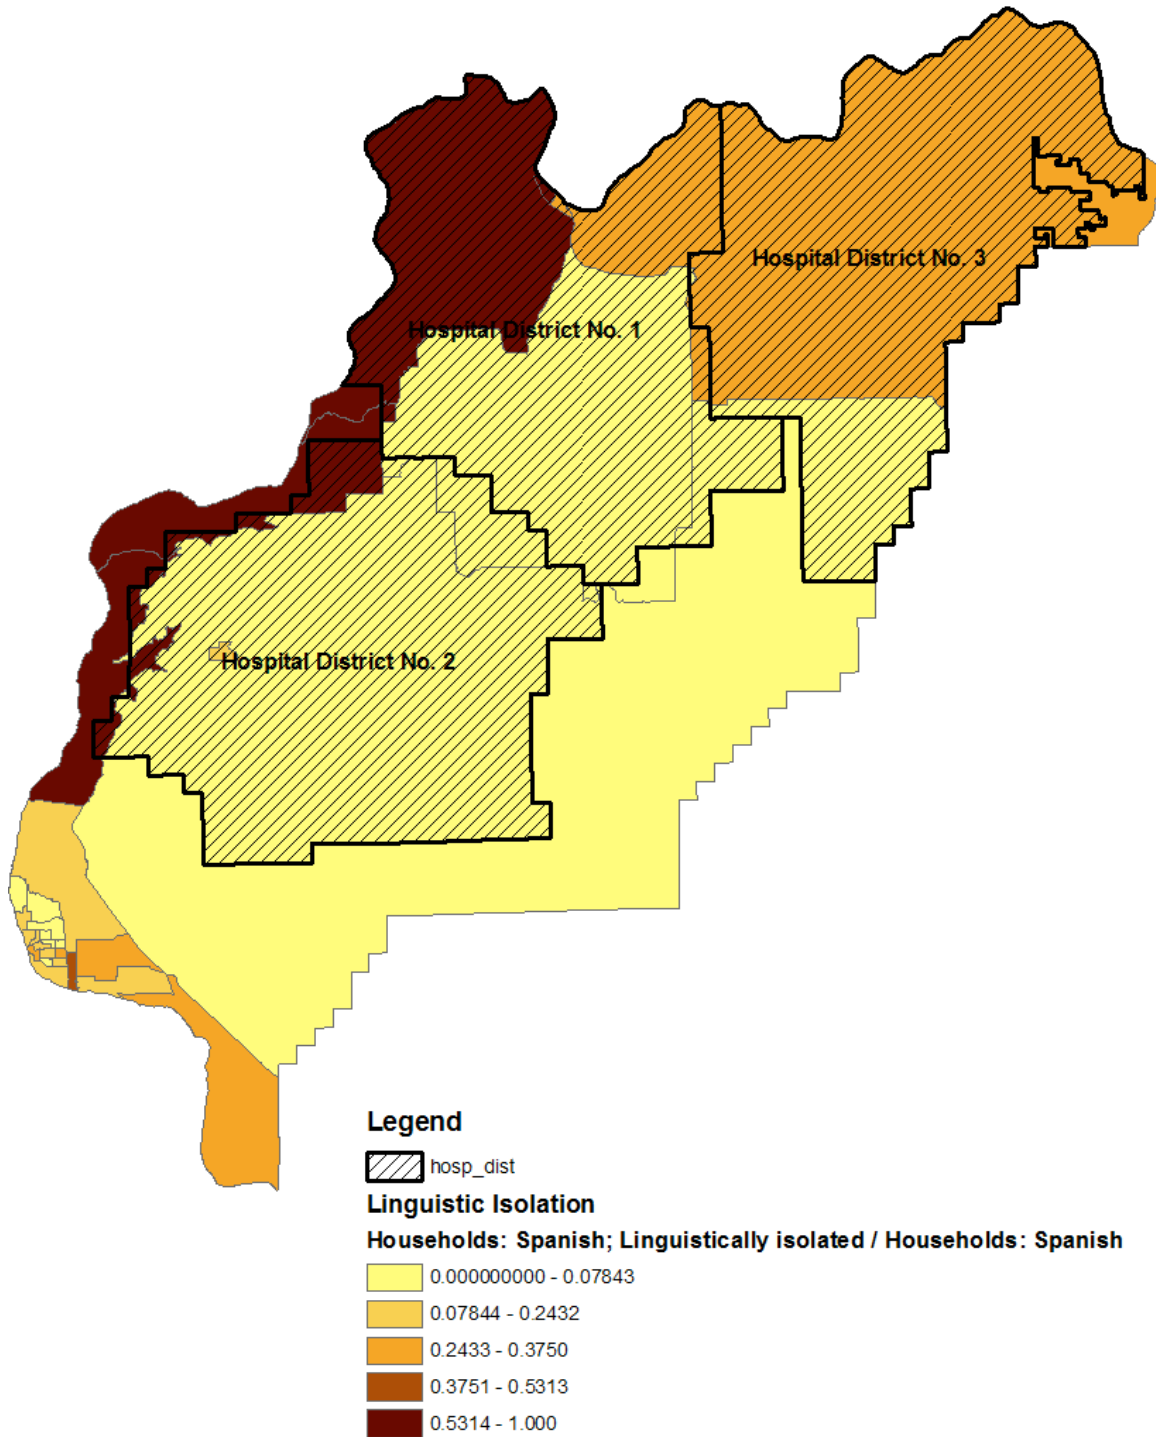 Hospital District No. 3
Hospital District No. 1
Hospital District No. 2
Legend
hosp_dist
Linguistic Isolation
Households: Spanish; Linguistically isolated / Households: Spanish
0.000000000 - 0.07843
0.07844 - 0.2432
0.2433 - 0.3750
0.3751 - 0.5313
0.5314 - 1.000